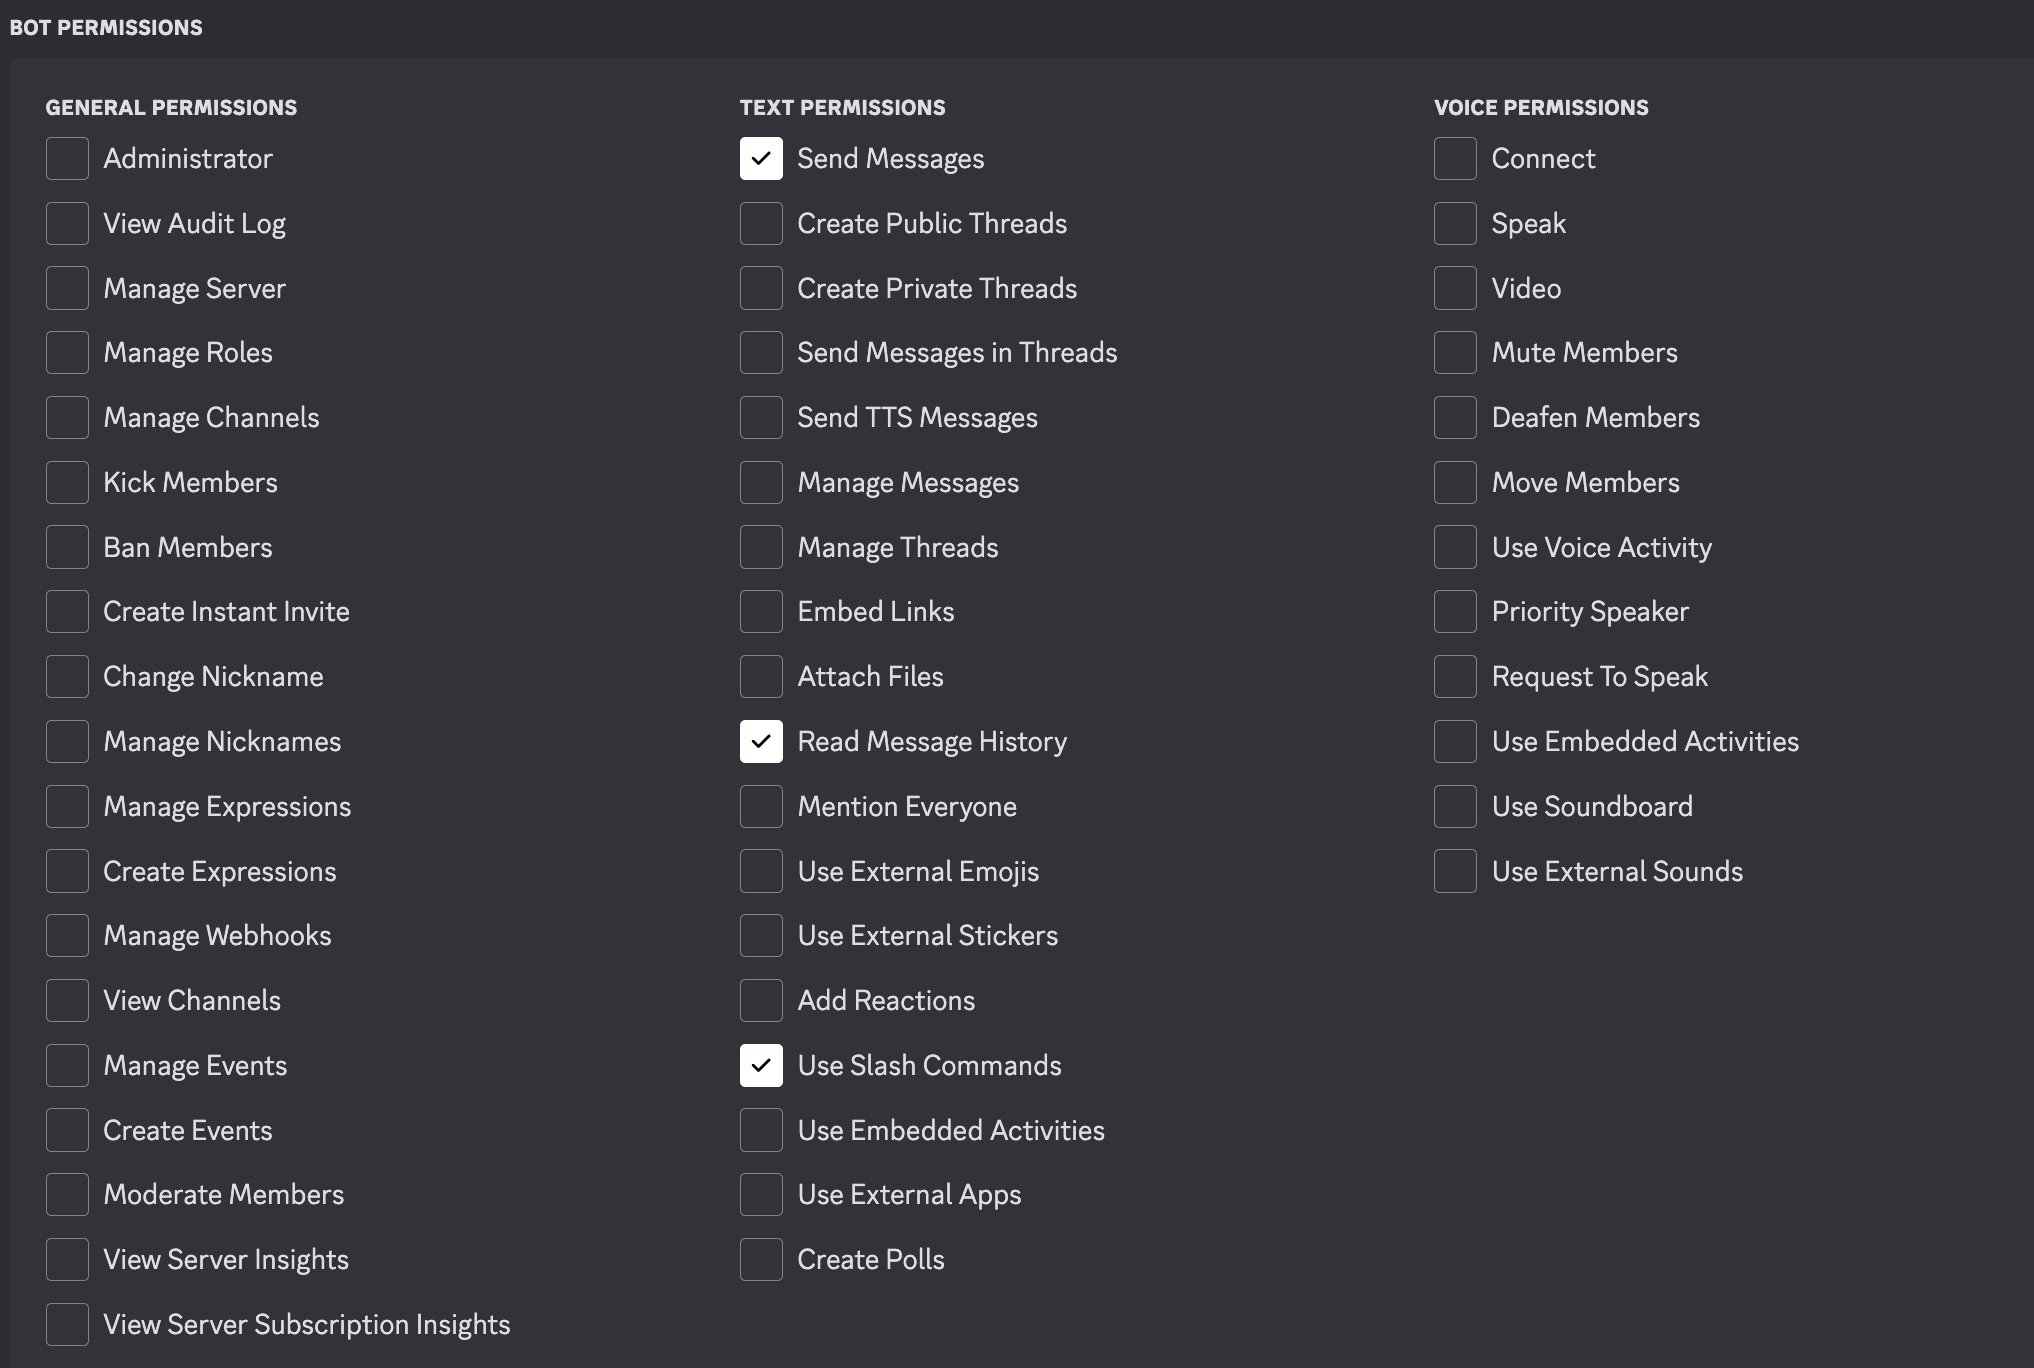 BOT PERMISSIONS
GENERAL PERMISSIONS
Administrator
View Audit Log
Manage Server
Manage Roles
Manage Channels
Kick Members
Ban Members
Create Instant Invite
Change Nickname
Manage Nicknames
Manage Expressions
Create Expressions
Manage Webhooks
View Channels
Manage Events
Create Events
Moderate Members
View Server Insights
View Server Subscription Insights
TEXT PERMISSIONS
Send Messages
Create Public Threads
Create Private Threads
Send Messages in Threads
Send TTS Messages
Manage Messages
Manage Threads
Embed Links
Attach Files
Read Message History
Mention Everyone
Use External Emojis
Use External Stickers
Add Reactions
Use Slash Commands
Use Embedded Activities
Use External Apps
Create Polls
VOICE PERMISSIONS
Connect
Speak
Video
Mute Members
Deafen Members
Move Members
Use Voice Activity
Priority Speaker
Request To Speak
Use Embedded Activities
Use Soundboard
Use External Sounds